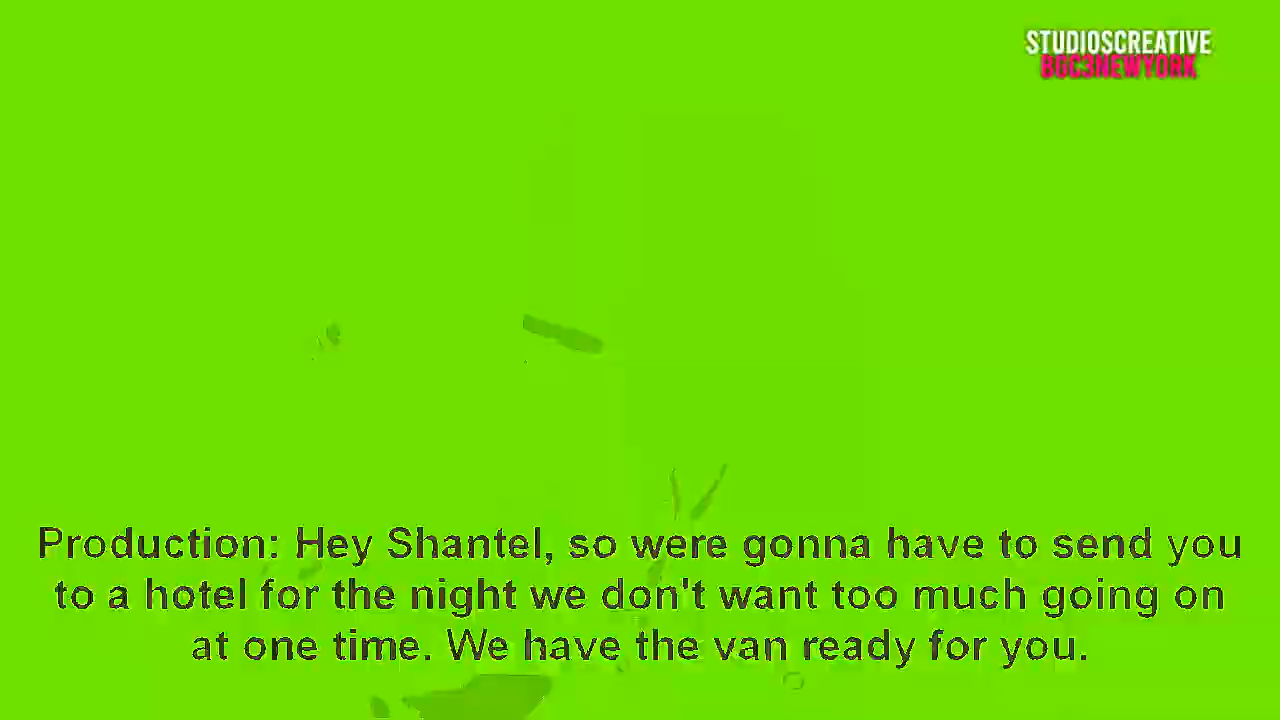 STUDIOSCREATIVE
BGC3NEWYORK
Production: Hey Shantel, so were gonna have to send you
to a hotel for the night we don't want too much going on
at one time. We have the van ready for you.